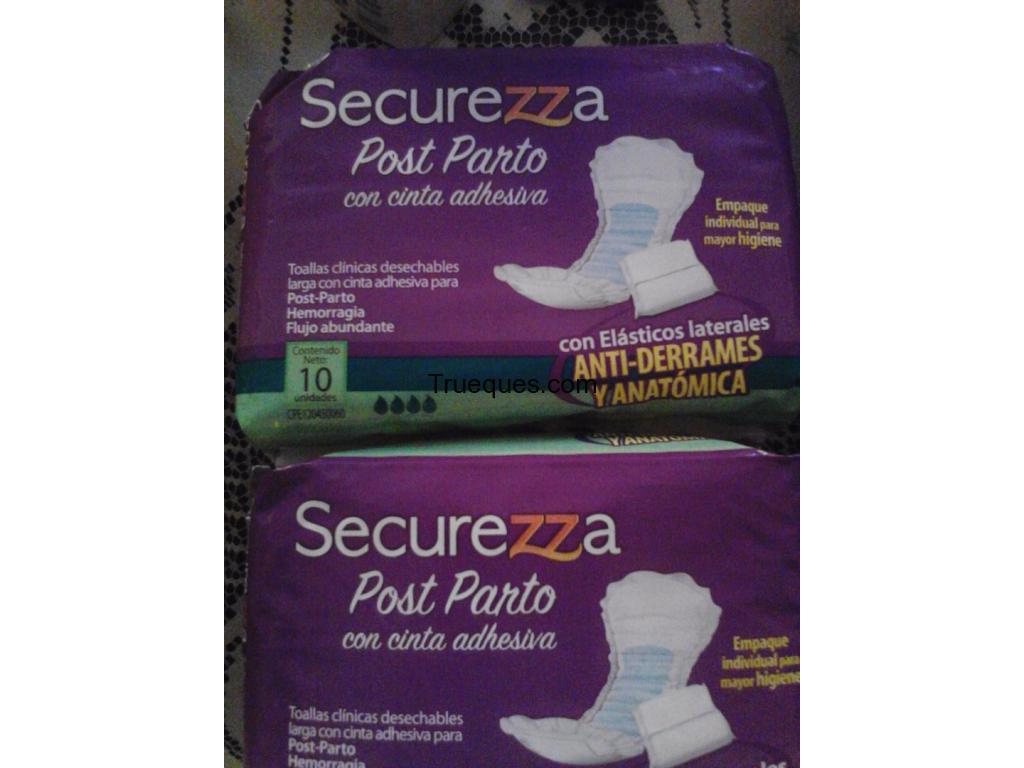 Securezza
Post Parto
con cinta adhesiva
Empaque
individual para
mayor higiene
Toallas clínicas desechables
larga con cinta adhesiva para
Post-Parto
Hemorragia
Flujo abundante
con Elásticos laterales
ANTI-DERRAMES
Y ANATÓMICA
Contenido
Neto:
10
unidades
Trueques.com
Y ANATÓMI
Securezza
Post Parto
con cinta adhesiva
Empaque
individual para
mayor higiene
Toallas clínicas desechables
larga con cinta adhesiva para
Post-Parto
Hemorragia